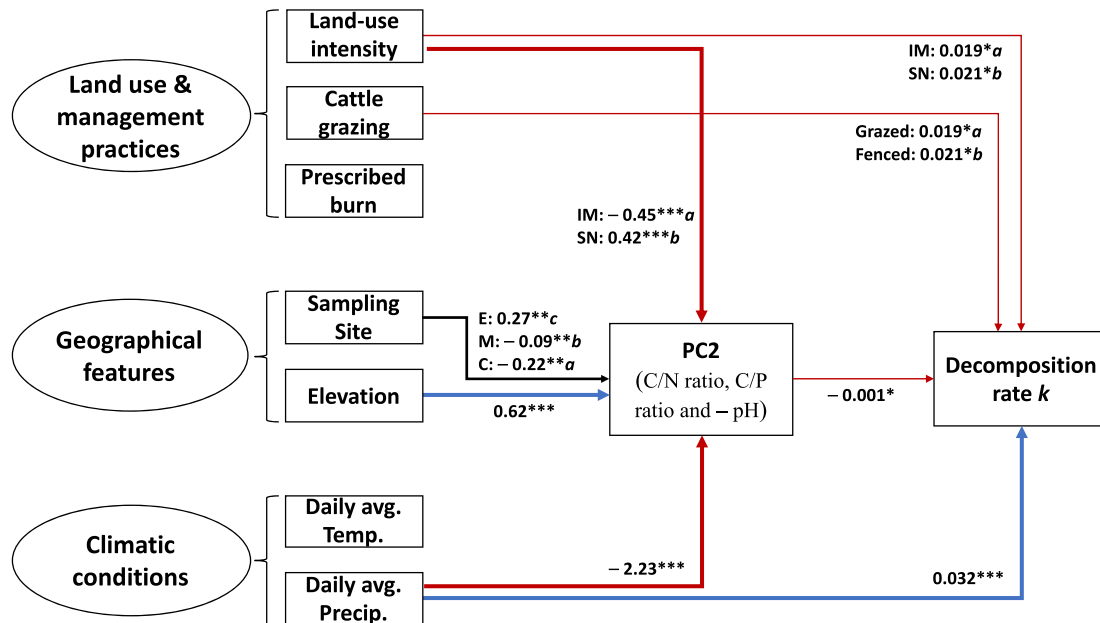 Land use &
management
practices
Land-use
intensity
Cattle
grazing
Prescribed
burn
IM: 0.019*a
SN: 0.021*b
Grazed: 0.019*a
Fenced: 0.021*b
IM: – 0.45***a
SN: 0.42***b
Geographical
features
Sampling
Site
Elevation
E: 0.27**c
M: – 0.09**b
C: – 0.22**a
0.62***
PC2
(C/N ratio, C/P
ratio and – pH)
– 0.001*
Decomposition
rate k
Climatic
conditions
Daily avg.
Temp.
Daily avg.
Precip.
– 2.23***
0.032***